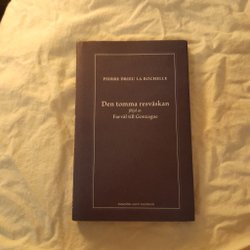 PIERRE DRIEU LA ROCHELLE
Den tomma resväskan
följd av
Farväl till Gonzague